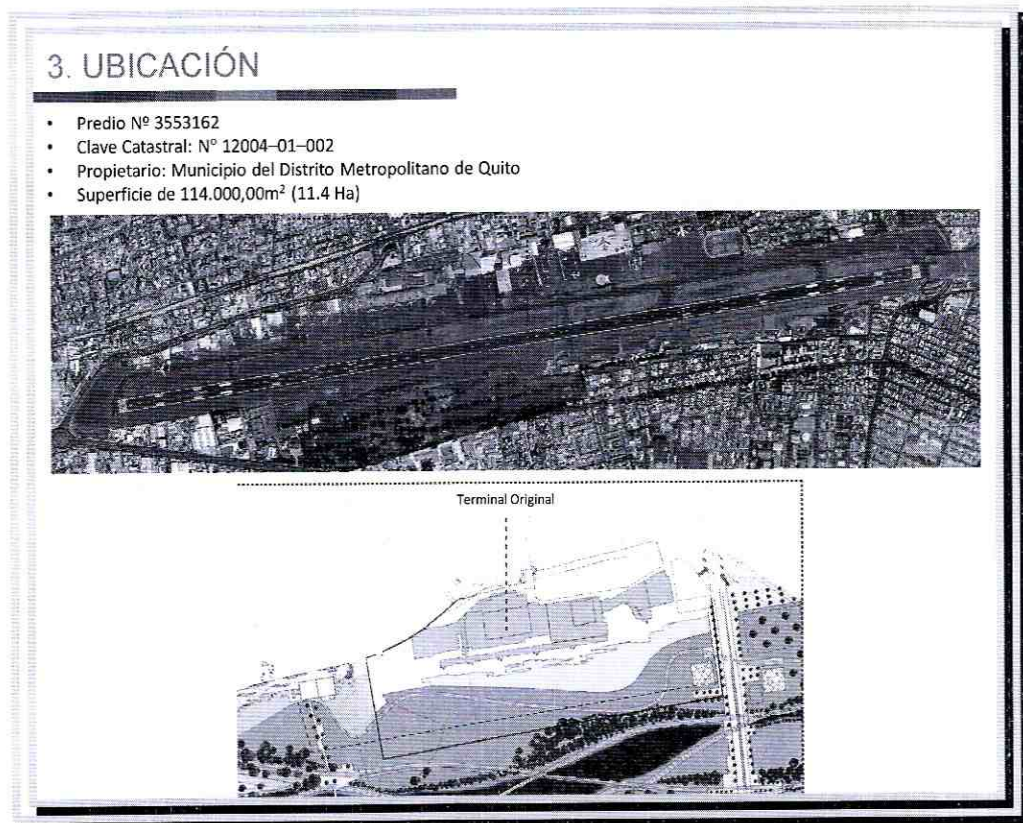 3. UBICACIÓN
• Predio Nº 3553162
• Clave Catastral: N° 12004–01–002
• Propietario: Municipio del Distrito Metropolitano de Quito
• Superficie de 114.000,00m² (11.4 Ha)
Terminal Original